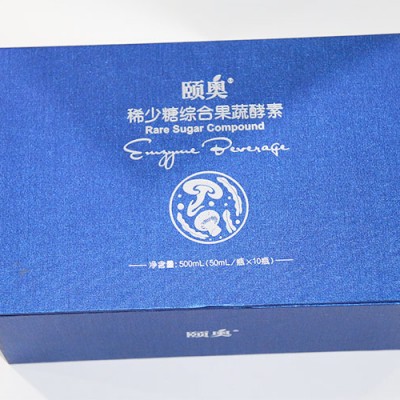 颐奥®
稀少糖综合果蔬酵素
Rare Sugar Compound
Enzyme Beverage
净含量:500mL(50mL/瓶×10瓶)
颐奥®